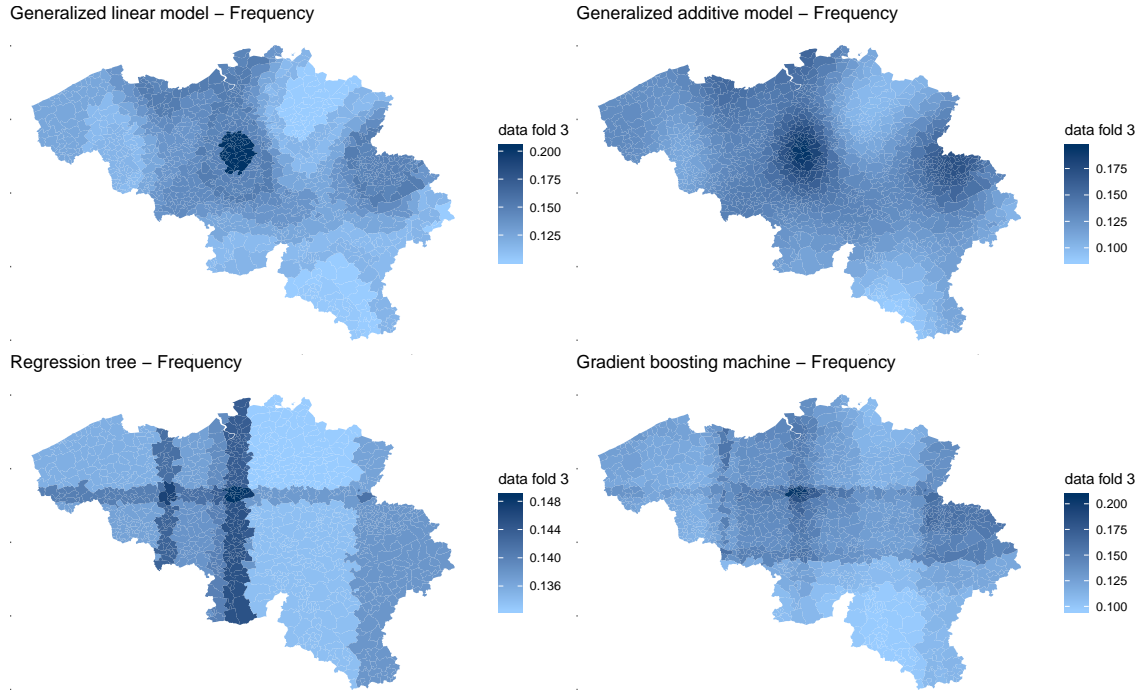 Generalized linear model – Frequency
data fold 3
0.200
0.175
0.150
0.125
Generalized additive model – Frequency
data fold 3
0.175
0.150
0.125
0.100
Regression tree – Frequency
data fold 3
0.148
0.144
0.140
0.136
Gradient boosting machine – Frequency
data fold 3
0.200
0.175
0.150
0.125
0.100